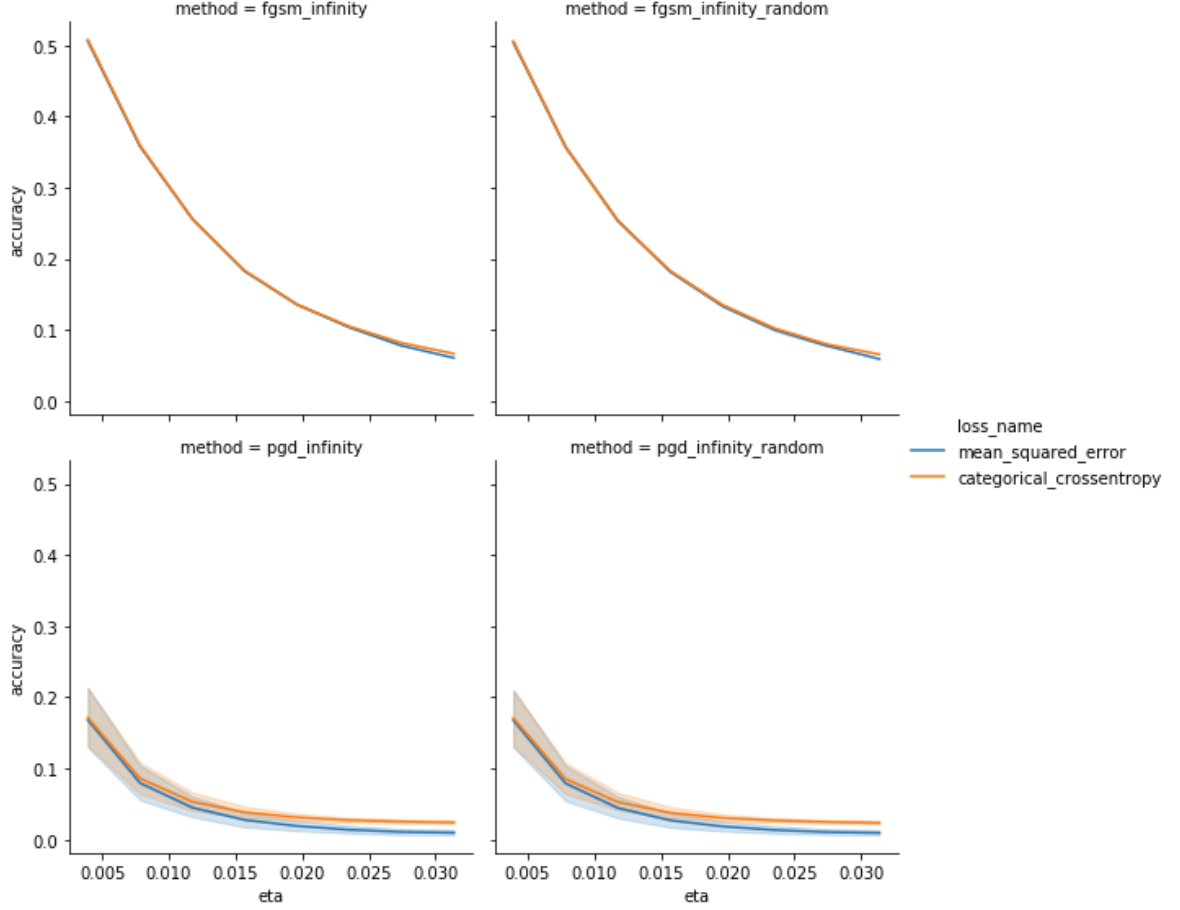 method = fgsm_infinity
method = fgsm_infinity_random
0.5
0.4
0.3
0.2
0.1
0.0
accuracy
method = pgd_infinity
method = pgd_infinity_random
0.5
0.4
0.3
0.2
0.1
0.0
accuracy
0.005 0.010 0.015 0.020 0.025 0.030
eta
0.005 0.010 0.015 0.020 0.025 0.030
eta
loss_name
mean_squared_error
categorical_crossentropy